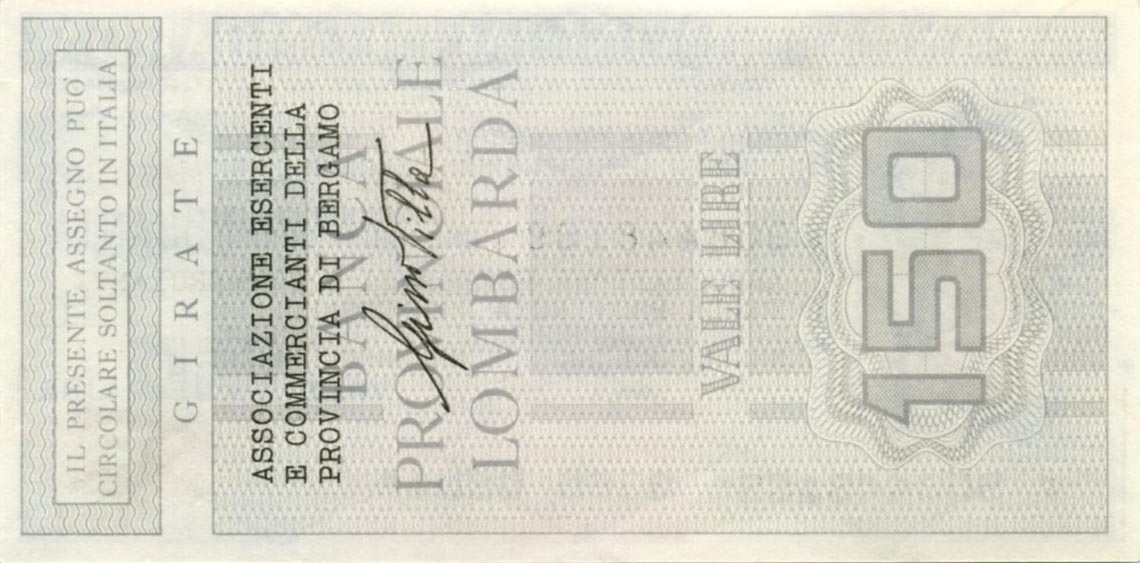 IL PRESENTE ASSEGNO PUO'
CIRCOLARE SOLTANTO IN ITALIA
GIRATE
ASSOCIAZIONE ESERCENTI
E COMMERCIANTI DELLA
PROVINCIA DI BERGAMO
BANCA
PROVINCIALE
LOMBARDA
VALE LIRE
150